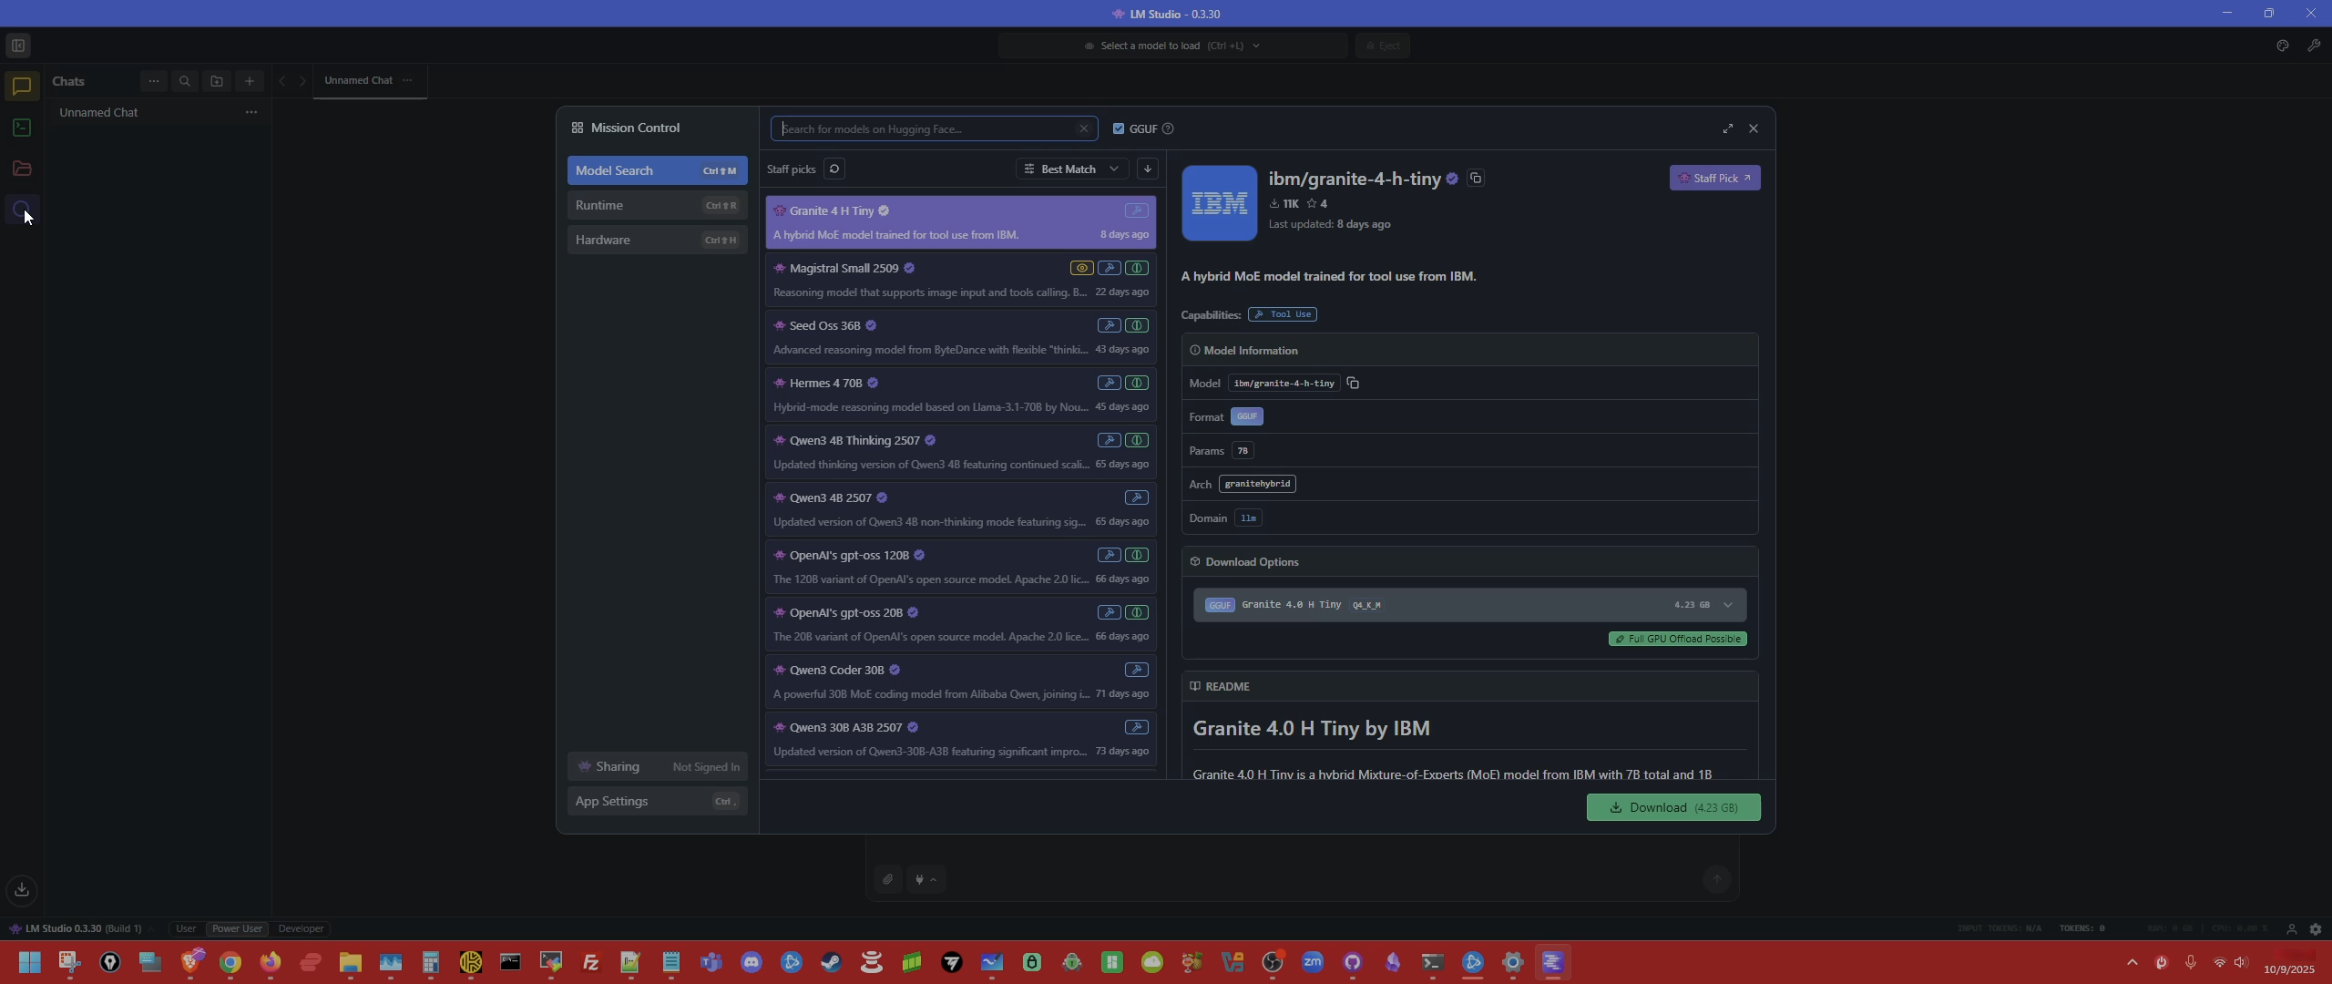 LM Studio - 0.3.30
Select a model to load (Ctrl +L)
Eject
Chats
Unnamed Chat
Unnamed Chat
Mission Control
Search for models on Hugging Face...
GGUF
Model Search Ctrl⇧M
Runtime Ctrl⇧R
Hardware Ctrl⇧H
Sharing Not Signed In
App Settings Ctrl ,
Staff picks
Best Match
Granite 4 H Tiny
A hybrid MoE model trained for tool use from IBM. 8 days ago
Magistral Small 2509
Reasoning model that supports image input and tools calling. B... 22 days ago
Seed Oss 36B
Advanced reasoning model from ByteDance with flexible "thinki... 43 days ago
Hermes 4 70B
Hybrid-mode reasoning model based on Llama-3.1-70B by Nou... 45 days ago
Qwen3 4B Thinking 2507
Updated thinking version of Qwen3 4B featuring continued scali... 65 days ago
Qwen3 4B 2507
Updated version of Qwen3 4B non-thinking mode featuring sig... 65 days ago
OpenAI's gpt-oss 120B
The 120B variant of OpenAI's open source model. Apache 2.0 lic... 66 days ago
OpenAI's gpt-oss 20B
The 20B variant of OpenAI's open source model. Apache 2.0 lice... 66 days ago
Qwen3 Coder 30B
A powerful 30B MoE coding model from Alibaba Qwen, joining i... 71 days ago
Qwen3 30B A3B 2507
Updated version of Qwen3-30B-A3B featuring significant impro... 73 days ago
IBM
ibm/granite-4-h-tiny
Staff Pick
11K 4
Last updated: 8 days ago
A hybrid MoE model trained for tool use from IBM.
Capabilities: Tool Use
Model Information
Model ibm/granite-4-h-tiny
Format GGUF
Params 7B
Arch granitehybrid
Domain llm
Download Options
GGUF Granite 4.0 H Tiny Q4_K_M 4.23 GB
Full GPU Offload Possible
README
Granite 4.0 H Tiny by IBM
Granite 4.0 H Tiny is a hybrid Mixture-of-Experts (MoE) model from IBM with 7B total and 1B
Download (4.23 GB)
LM Studio 0.3.30 (Build 1)
User
Power User
Developer
INPUT TOKENS: N/A TOKENS: 0
10/9/2025